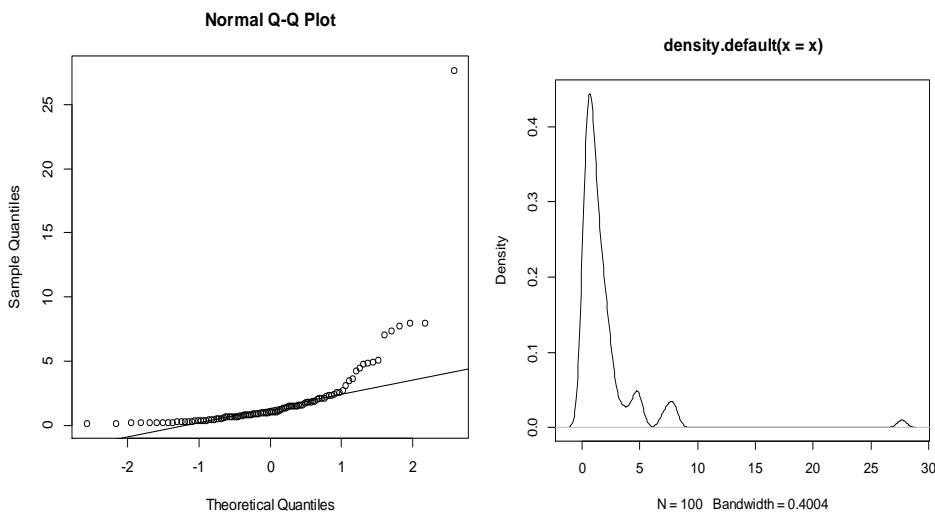 Normal Q-Q Plot
Sample Quantiles
25
20
15
10
5
0
-2 -1 0 1 2
Theoretical Quantiles
density.default(x = x)
Density
0.4
0.3
0.2
0.1
0.0
0 5 10 15 20 25 30
N = 100 Bandwidth = 0.4004